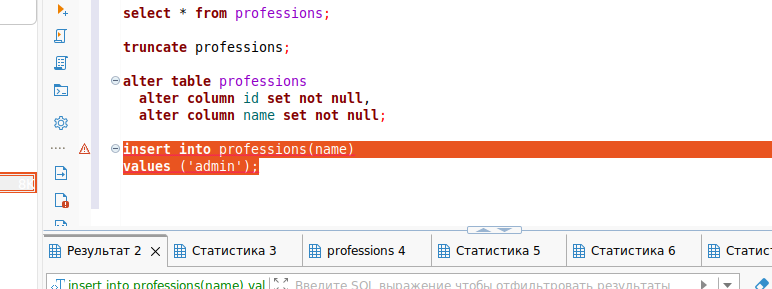 select * from professions;
truncate professions;
alter table professions
alter column id set not null,
alter column name set not null;
insert into professions(name)
values ('admin');
Результат 2
Статистика 3
professions 4
Статистика 5
Статистика 6
Статист
insert into professions(name) val
Введите SQL выражение чтобы отфильтровать результаты